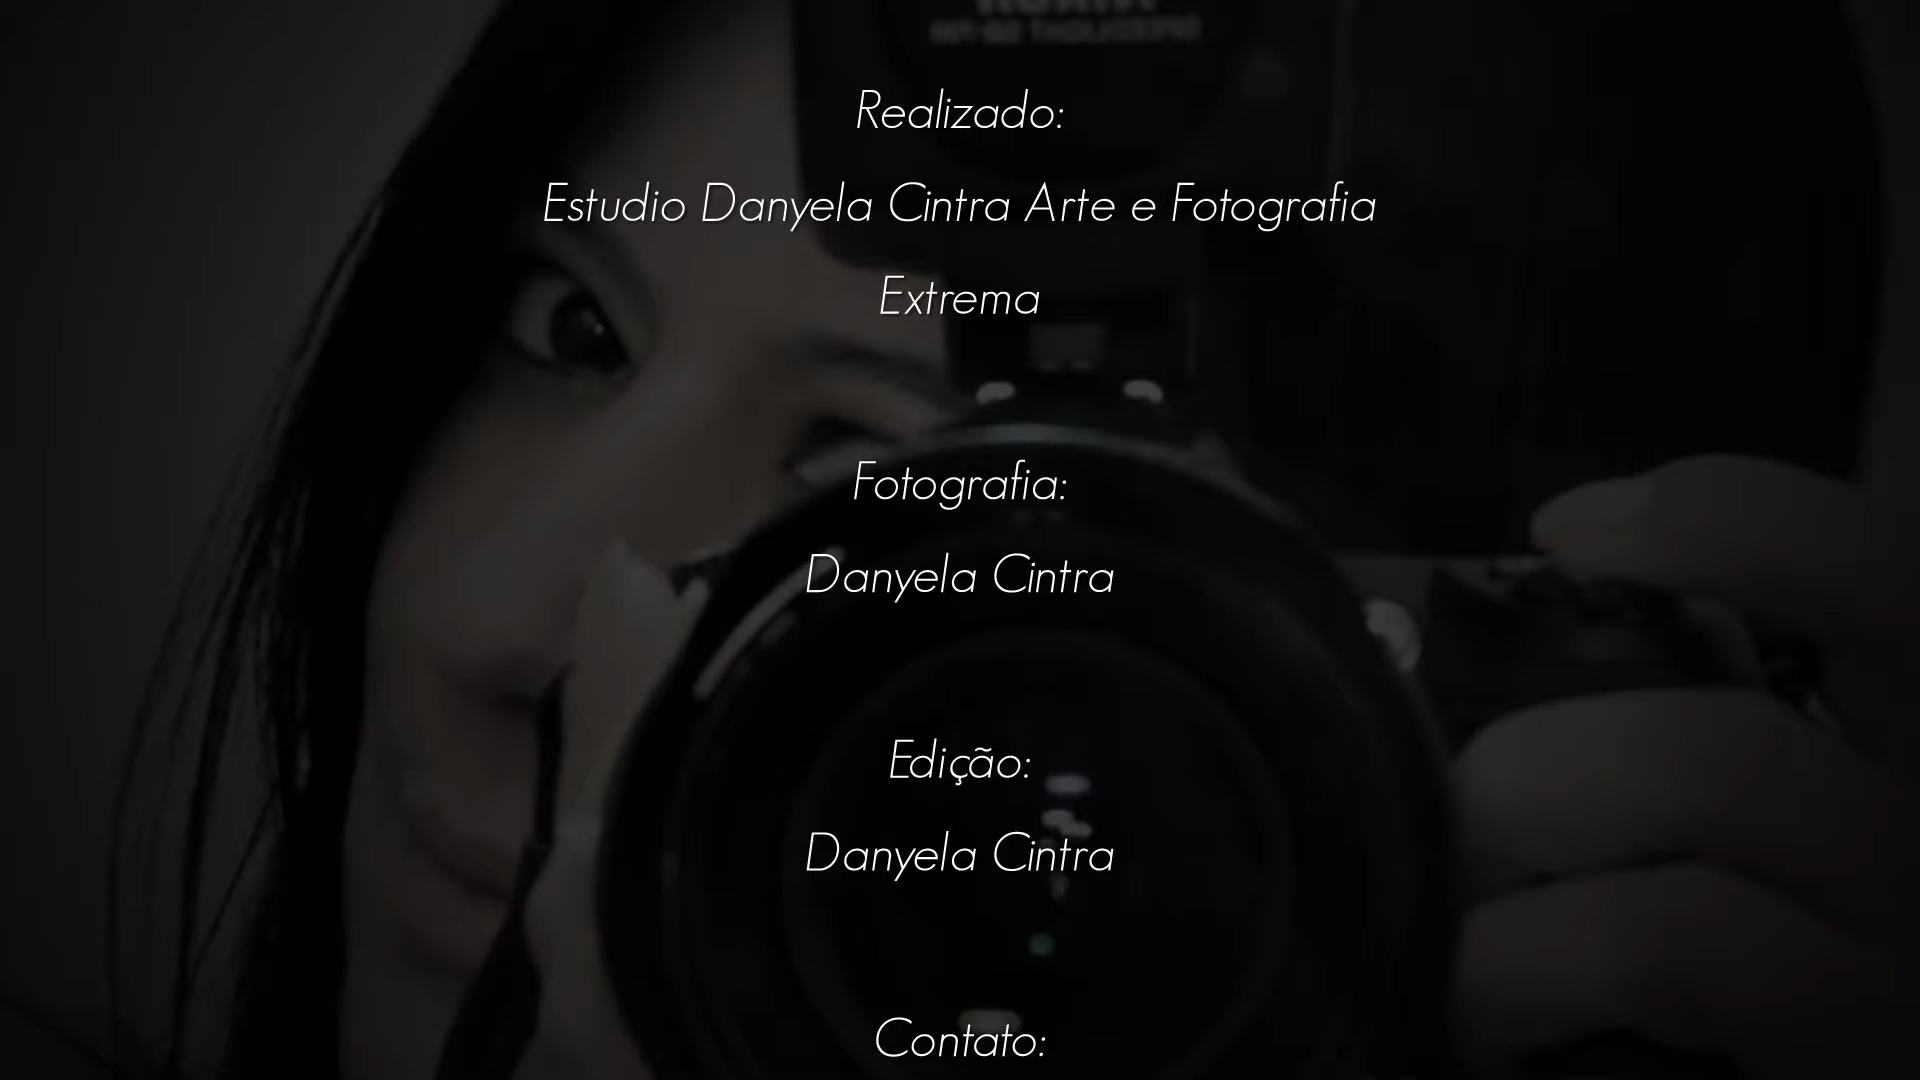 Realizado:
Estudio Danyela Cintra Arte e Fotografia
Extrema
Fotografia:
Danyela Cintra
Edição:
Danyela Cintra
Contato: